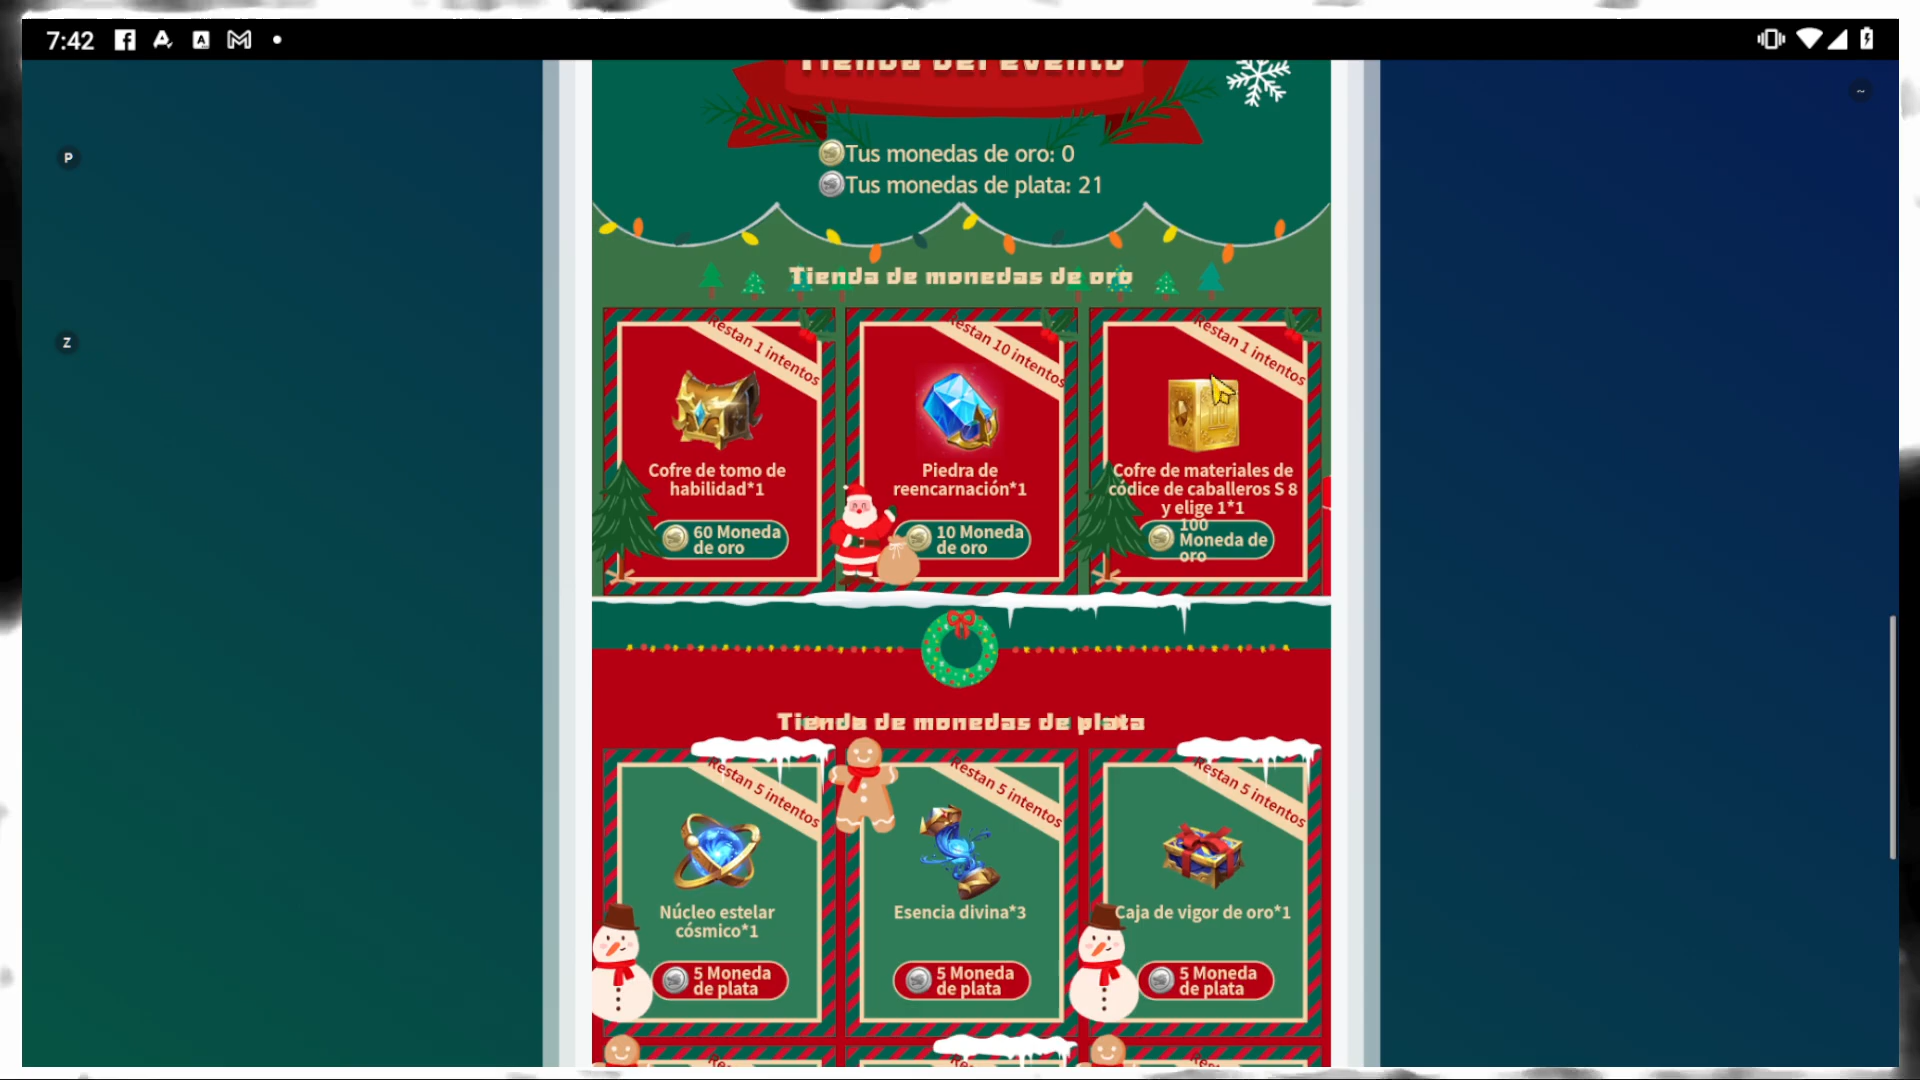 7:42
Tienda del evento
Tus monedas de oro: 0
Tus monedas de plata: 21
P
Z
~
Tienda de monedas de oro
Restan 1 intentos
Restan 10 intentos
Restan 1 intentos
Cofre de tomo de
habilidad*1
60 Moneda
de oro
Piedra de
reencarnación*1
10 Moneda
de oro
Cofre de materiales de
códice de caballeros S 8
y elige 1*1
100
Moneda de
oro
Tienda de monedas de plata
Restan 5 intentos
Restan 5 intentos
Restan 5 intentos
Núcleo estelar
cósmico*1
5 Moneda
de plata
Esencia divina*3
5 Moneda
de plata
Caja de vigor de oro*1
5 Moneda
de plata